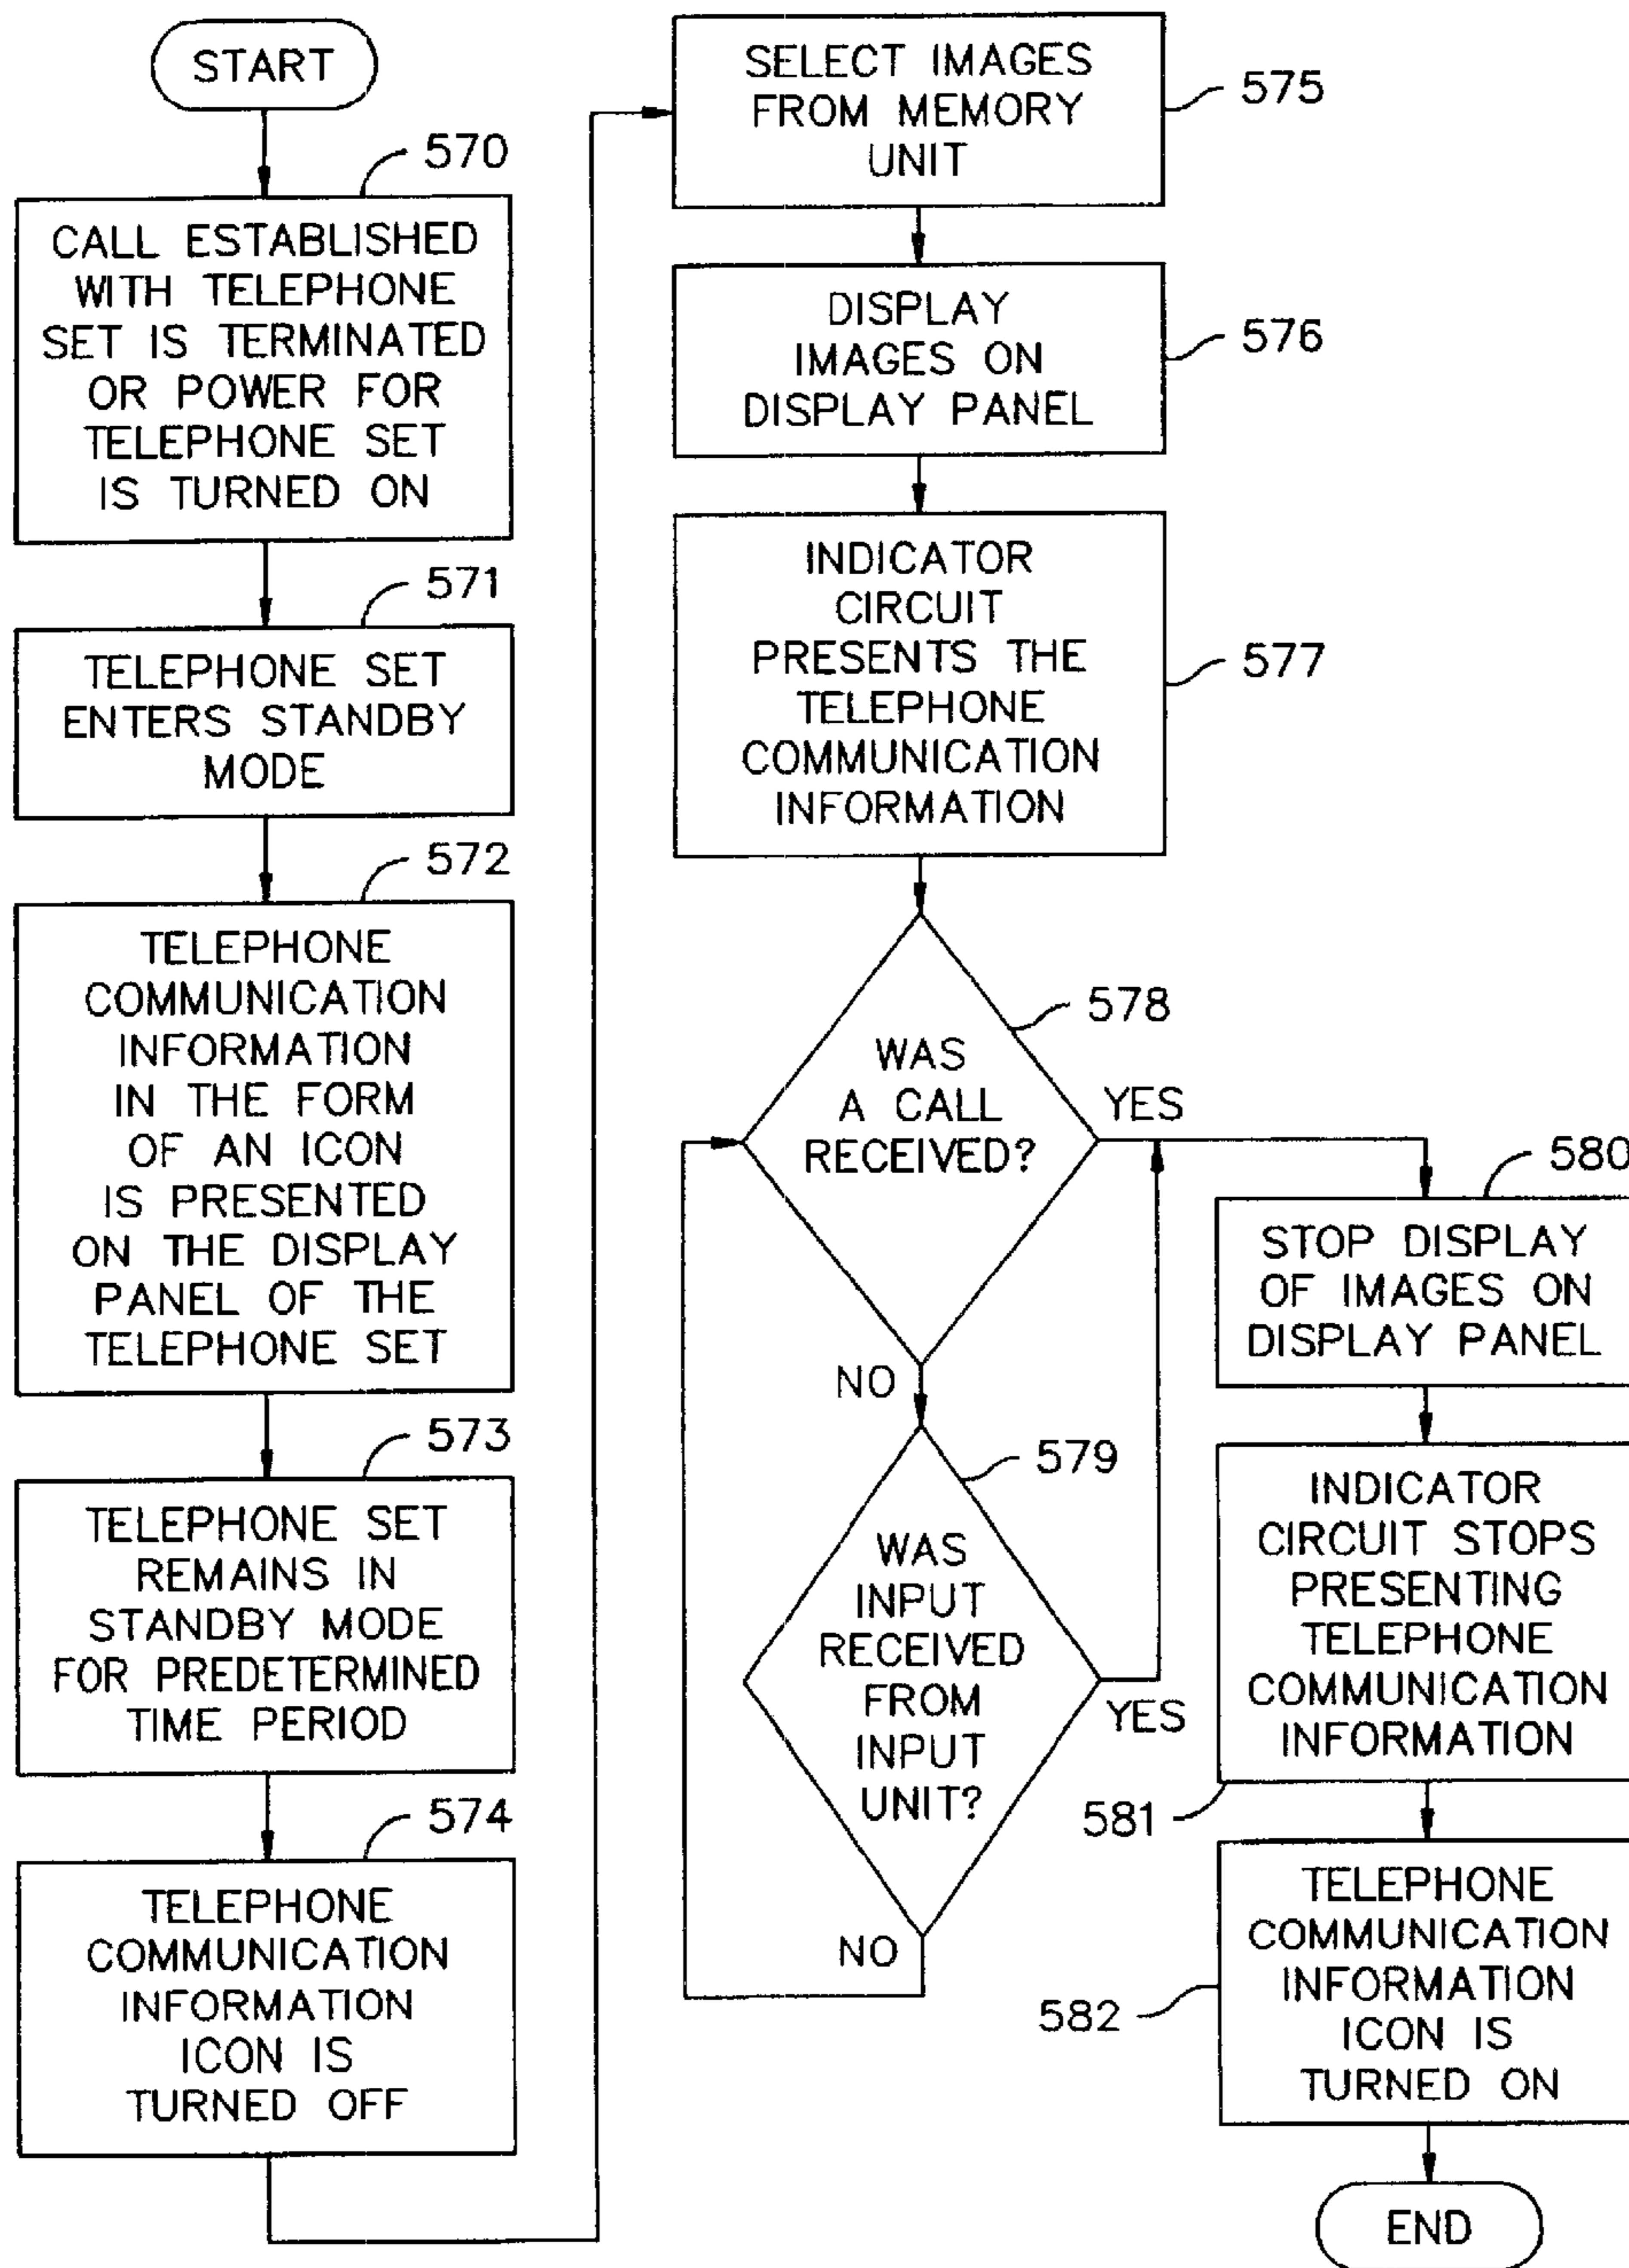 START
570
CALL ESTABLISHED
WITH TELEPHONE
SET IS TERMINATED
OR POWER FOR
TELEPHONE SET
IS TURNED ON
571
TELEPHONE SET
ENTERS STANDBY
MODE
572
TELEPHONE
COMMUNICATION
INFORMATION
IN THE FORM
OF AN ICON
IS PRESENTED
ON THE DISPLAY
PANEL OF THE
TELEPHONE SET
573
TELEPHONE SET
REMAINS IN
STANDBY MODE
FOR PREDETERMINED
TIME PERIOD
574
TELEPHONE
COMMUNICATION
INFORMATION
ICON IS
TURNED OFF
SELECT IMAGES
FROM MEMORY
UNIT
575
DISPLAY
IMAGES ON
DISPLAY PANEL
576
INDICATOR
CIRCUIT
PRESENTS THE
TELEPHONE
COMMUNICATION
INFORMATION
577
578
WAS
A CALL
RECEIVED?
YES
NO
579
WAS
INPUT
RECEIVED
FROM
INPUT
UNIT?
YES
NO
580
STOP DISPLAY
OF IMAGES ON
DISPLAY PANEL
INDICATOR
CIRCUIT STOPS
PRESENTING
TELEPHONE
COMMUNICATION
INFORMATION
581
TELEPHONE
COMMUNICATION
INFORMATION
ICON IS
TURNED ON
582
END